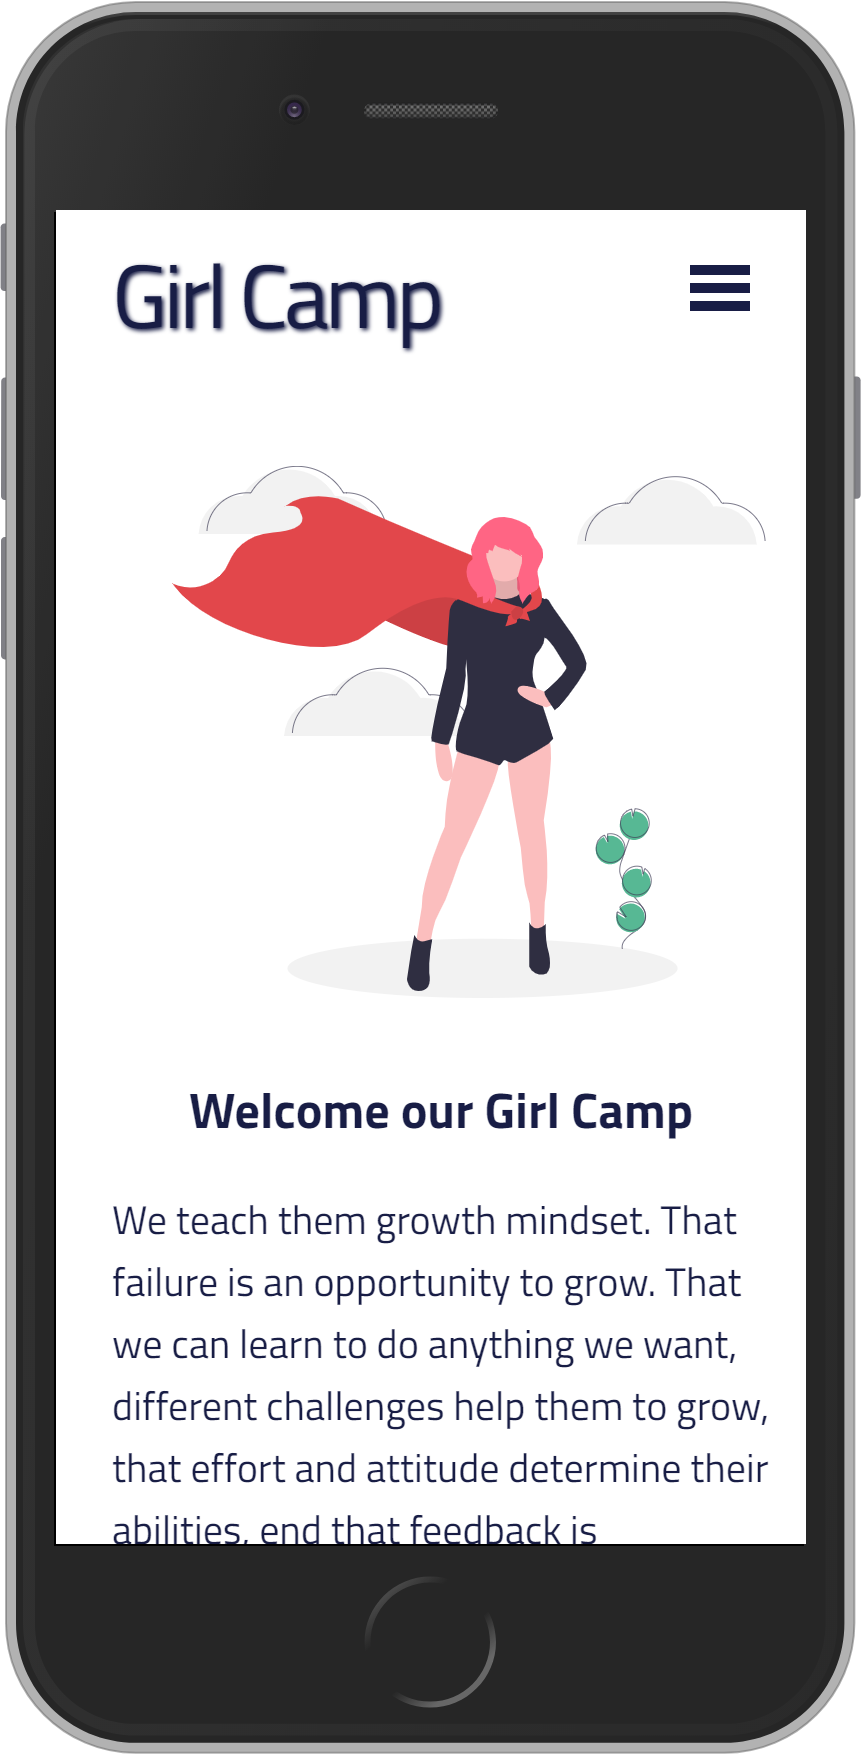 Girl Camp
Welcome our Girl Camp
We teach them growth mindset. That
failure is an opportunity to grow. That
we can learn to do anything we want,
different challenges help them to grow,
that effort and attitude determine their
abilities, end that feedback is